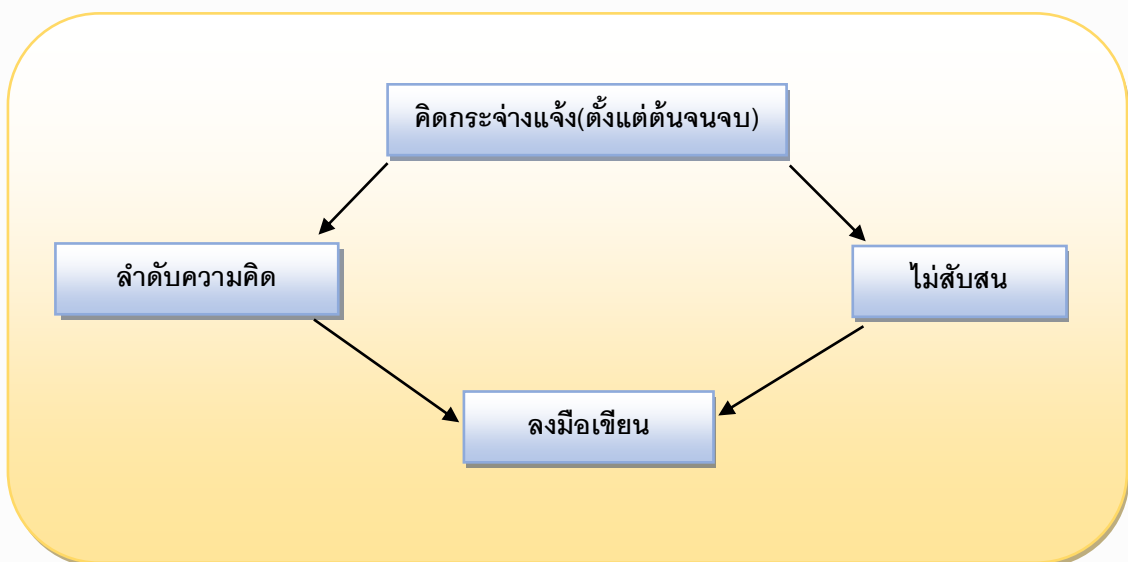 คิดกระจ่างแจ้ง(ตั้งแต่ต้นจนจบ)
ลำดับความคิด
ไม่สับสน
ลงมือเขียน